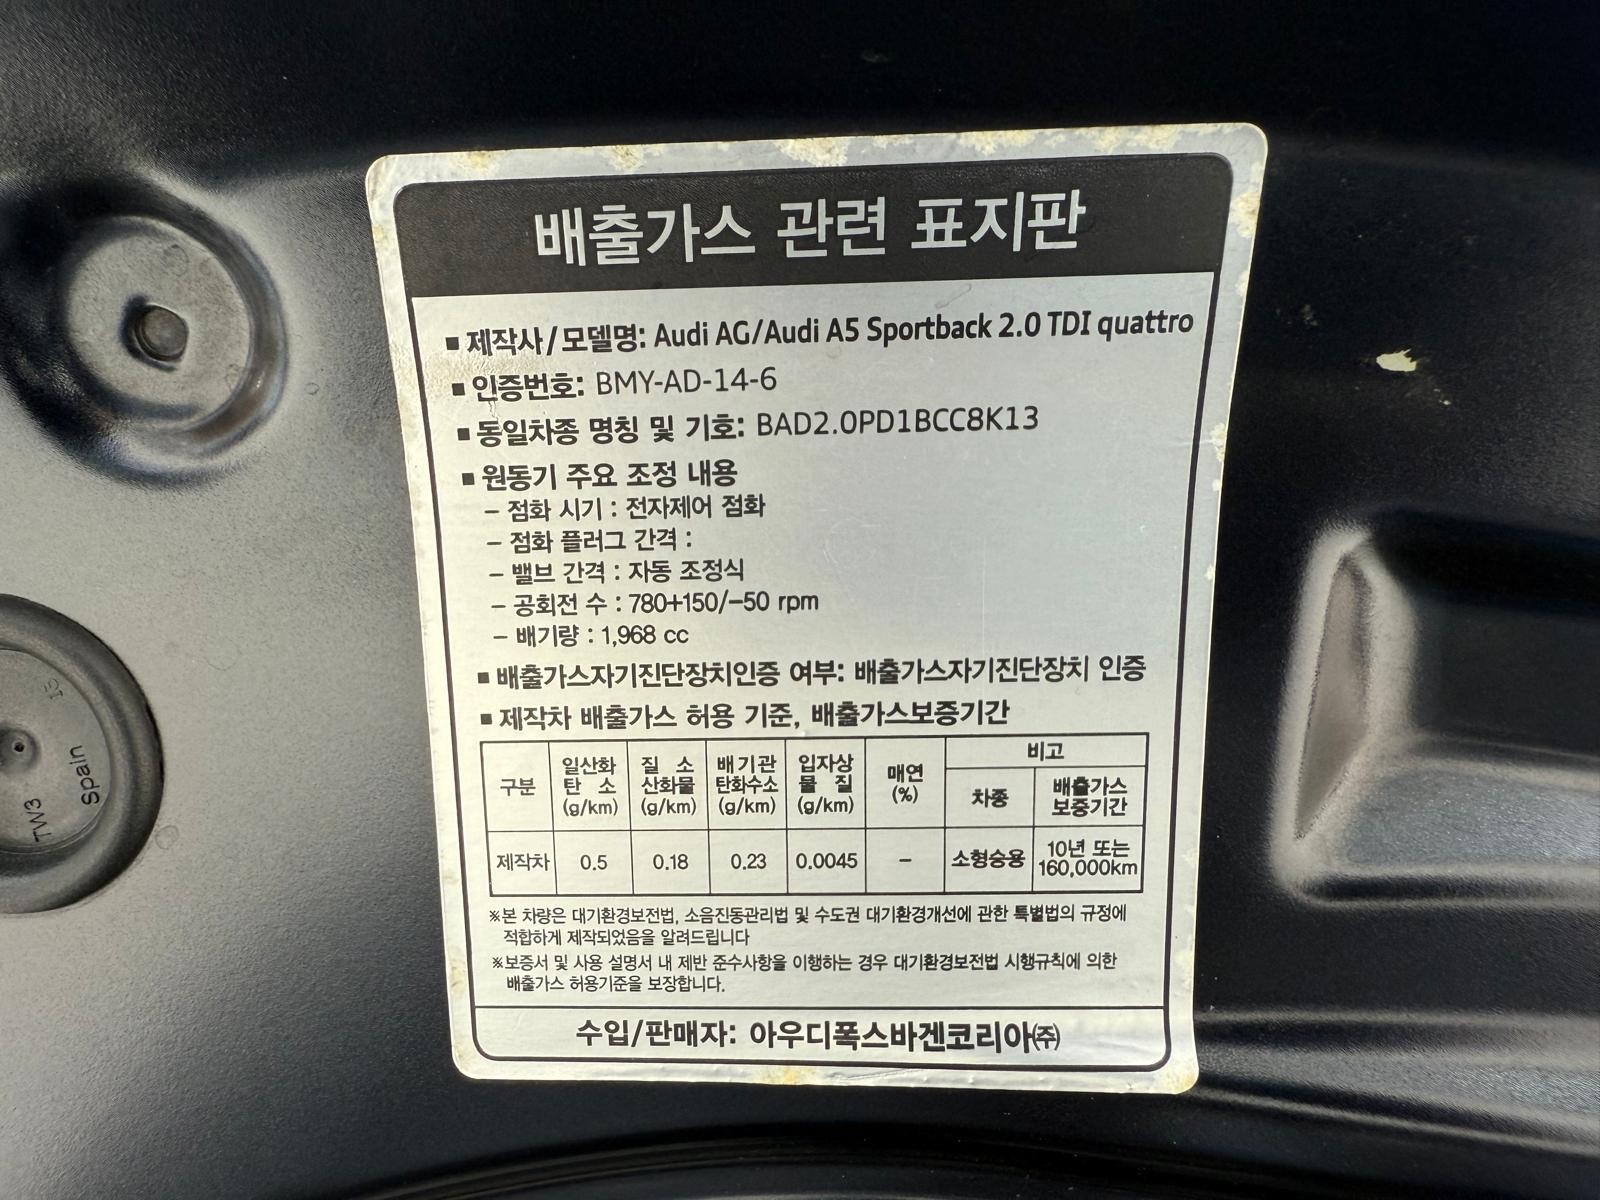 배출가스 관련 표지판
■ 제작사/모델명: Audi AG/Audi A5 Sportback 2.0 TDI quattro
■ 인증번호: BMY-AD-14-6
■ 동일차종 명칭 및 기호: BAD2.0PD1BCC8K13
■ 원동기 주요 조정 내용
– 점화 시기 : 전자제어 점화
– 점화 플러그 간격 :
– 밸브 간격 : 자동 조정식
– 공회전 수 : 780+150/–50 rpm
– 배기량 : 1,968 cc
■ 배출가스자기진단장치인증 여부: 배출가스자기진단장치 인증
■ 제작차 배출가스 허용 기준, 배출가스보증기간
구분
일산화
탄 소
(g/km)
질 소
산화물
(g/km)
배기관
탄화수소
(g/km)
입자상
물 질
(g/km)
매연
(%)
비고
차종
배출가스
보증기간
제작차
0.5
0.18
0.23
0.0045
–
소형승용
10년 또는
160,000km
※본 차량은 대기환경보전법, 소음진동관리법 및 수도권 대기환경개선에 관한 특별법의 규정에
적합하게 제작되었음을 알려드립니다
※보증서 및 사용 설명서 내 제반 준수사항을 이행하는 경우 대기환경보전법 시행규칙에 의한
배출가스 허용기준을 보장합니다.
수입/판매자: 아우디폭스바겐코리아㈜
TW3
Spain